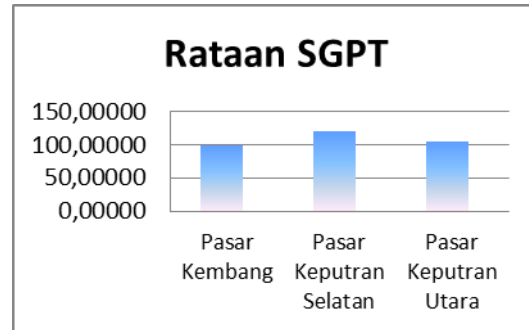 Rataan SGPT
150,00000
100,00000
50,00000
0,00000
Pasar
Kembang
Pasar
Keputran
Selatan
Pasar
Keputran
Utara